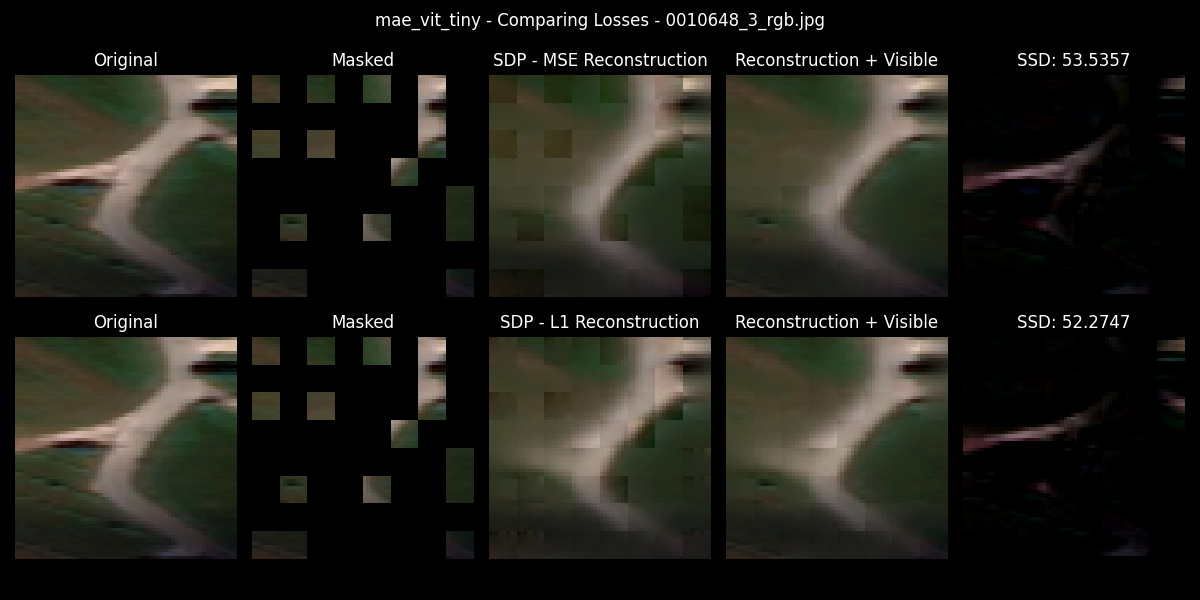 mae_vit_tiny - Comparing Losses - 0010648_3_rgb.jpg
Original
Masked
SDP - MSE Reconstruction
Reconstruction + Visible
SSD: 53.5357
Original
Masked
SDP - L1 Reconstruction
Reconstruction + Visible
SSD: 52.2747